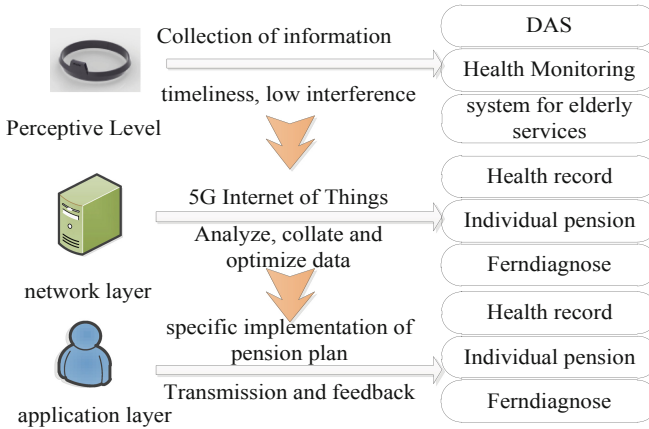 Collection of information
DAS
Health Monitoring
timeliness, low interference
Perceptive Level
system for elderly
services
5G Internet of Things
Analyze, collate and
optimize data
network layer
Health record
Individual pension
Ferndiagnose
specific implementation of
pension plan
Transmission and feedback
application layer
Health record
Individual pension
Ferndiagnose